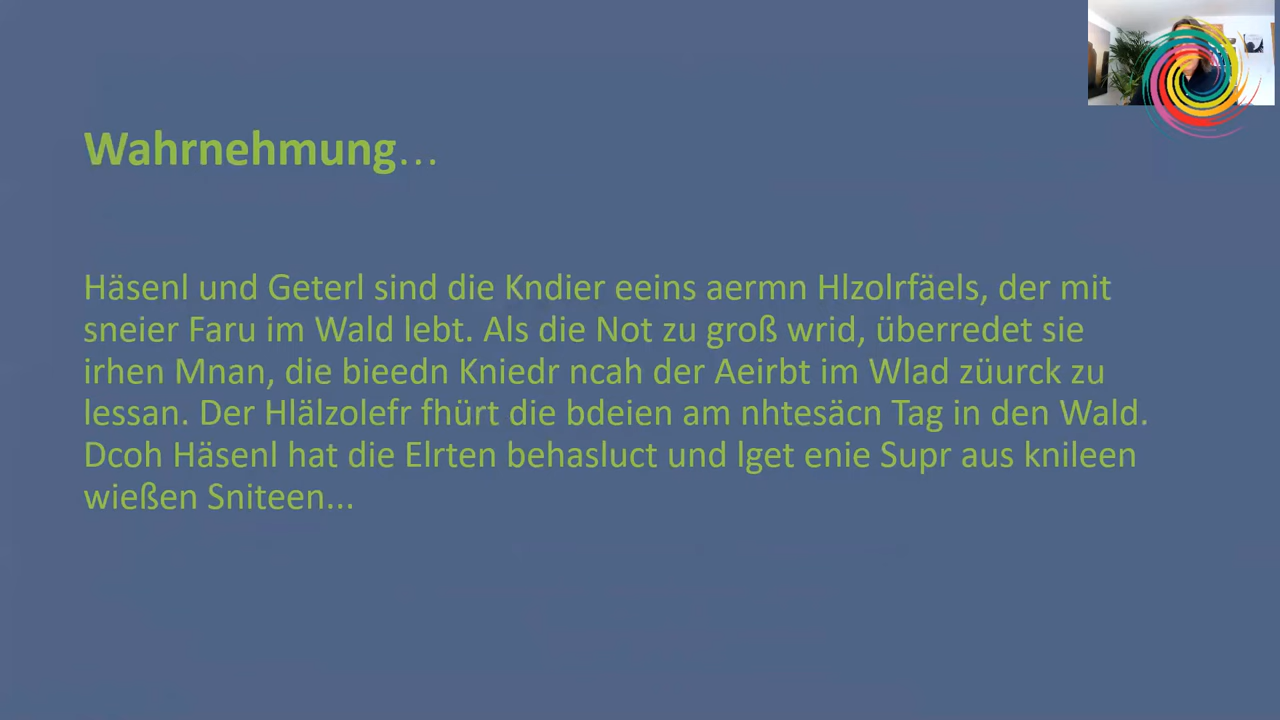 Wahrnehmung...
Häsenl und Geterl sind die Kndier eeins aermn Hlzolrfäels, der mit
sneier Faru im Wald lebt. Als die Not zu groß wrid, überredet sie
irhen Mnan, die bieedn Kniedr ncah der Aeirbt im Wlad züurck zu
lessan. Der Hlälzolefr fhürt die bdeien am nhtesäcn Tag in den Wald.
Dcoh Häsenl hat die Elrten behasluct und lget enie Supr aus knileen
wießen Sniteen...